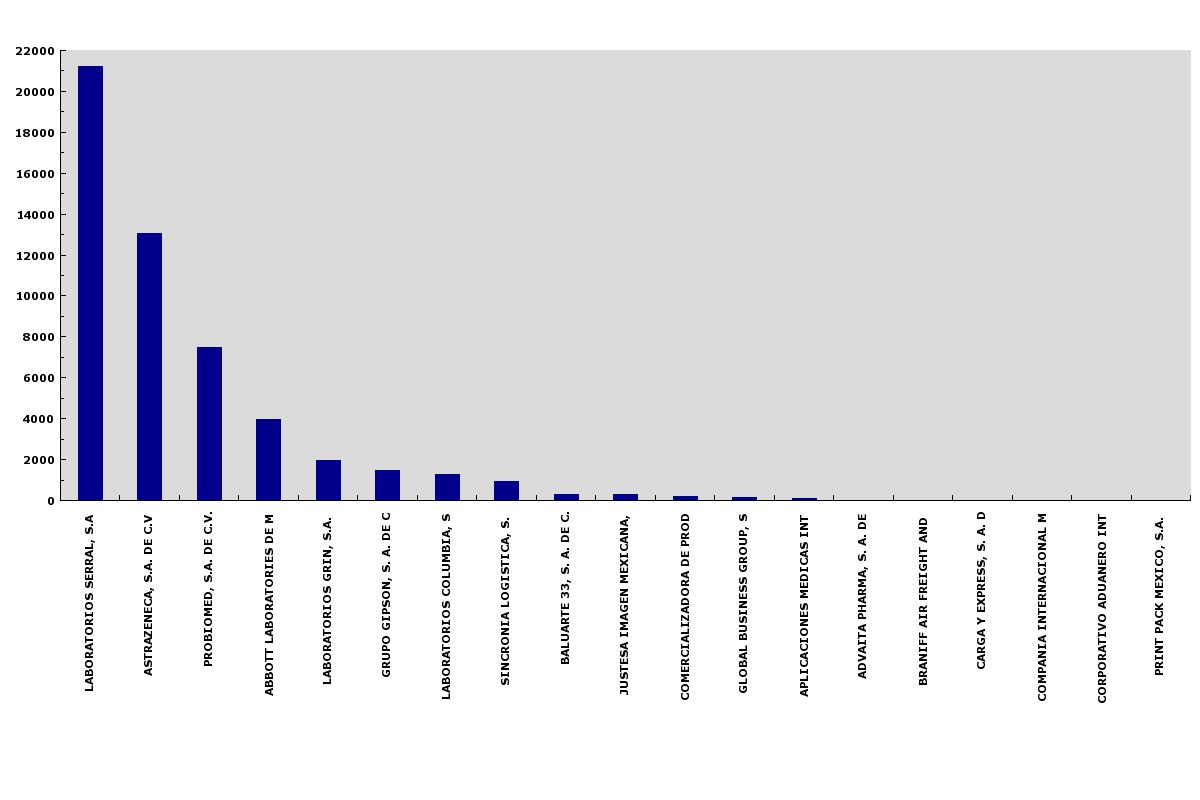 22000
20000
18000
16000
14000
12000
10000
8000
6000
4000
2000
0
LABORATORIOS SERRAL, S.A
ASTRAZENECA, S.A. DE C.V
PROBIOMED, S.A. DE C.V.
ABBOTT LABORATORIES DE M
LABORATORIOS GRIN, S.A.
GRUPO GIPSON, S. A. DE C
LABORATORIOS COLUMBIA, S
SINCRONIA LOGISTICA, S.
BALUARTE 33, S. A. DE C.
JUSTESA IMAGEN MEXICANA,
COMERCIALIZADORA DE PROD
GLOBAL BUSINESS GROUP, S
APLICACIONES MEDICAS INT
ADVAITA PHARMA, S. A. DE
BRANIFF AIR FREIGHT AND
CARGA Y EXPRESS, S. A. D
COMPANIA INTERNACIONAL M
CORPORATIVO ADUANERO INT
PRINT PACK MEXICO, S.A.